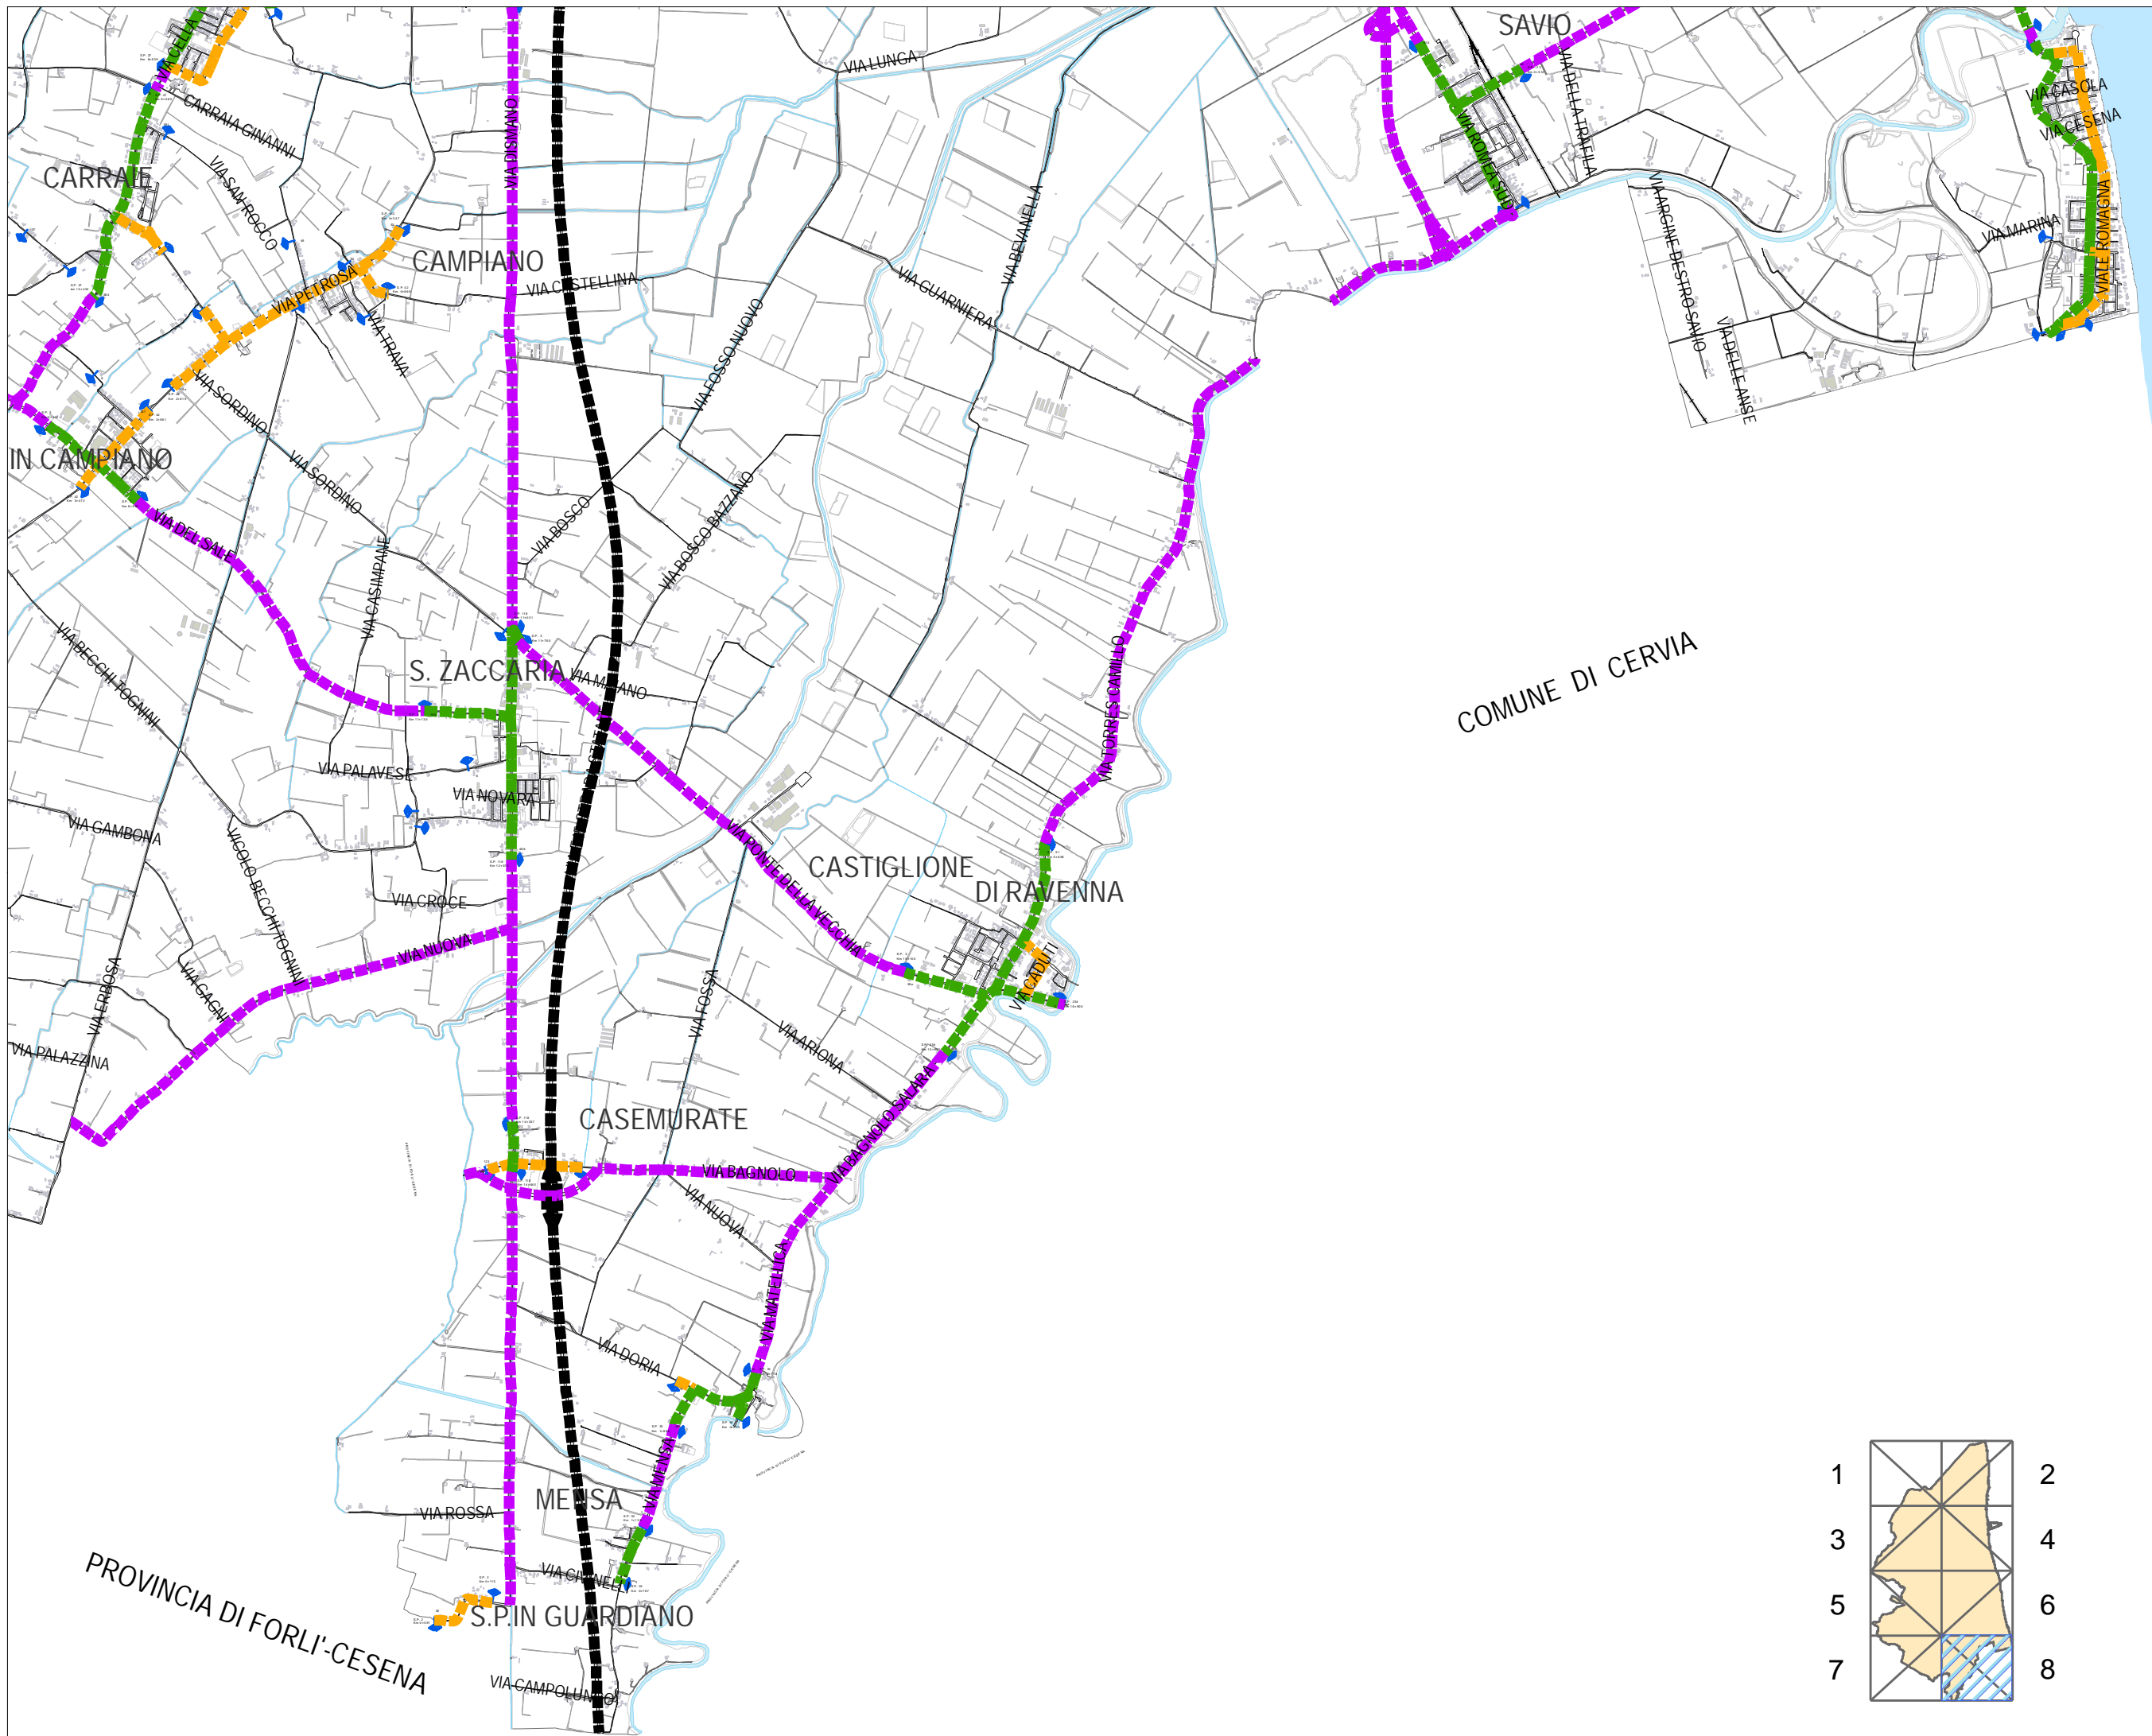 SAVIO
VIA CELLA
VIA LUNGA
VIA DELLA TRAFILA
VIA CASOLA
VIA CESENA
CARRAIA GINANNI
VIA DISMANO
VIA ROMEA SUD
CARRAIE
VIA SAN ROCCO
VIA BEVANELLA
VIA ARGINE DESTRO SAVIO
VIA MARINA
VIALE ROMAGNA
CAMPIANO
VIA PETROSA
VIA CASTELLINA
VIA GUARNIERA
VIA TRAVA
VIA FOSSO NUOVO
VIA DELLE ANSE
VIA SORDINO
IN CAMPIANO
VIA SORDINO
VIA DEL SALE
VIA BOSCO
VIA BOSCO BAZZANO
VIA CASIMPANE
VIA BECCHI TOGNINI
S. ZACCARIA
VIA MARANO
VIA TORRESCAMILLO
COMUNE DI CERVIA
VIA PALAVESE
VIA NOVARA
VIA GAMBONA
VICOLO BECCHI TOGNINI
VIA PONTE DELLA VECCHIA
CASTIGLIONE
DI RAVENNA
VIA CROCE
VIA NUOVA
VIA CADUTI
VIA ERBOSA
VIA GAGNI
VIA FOSSA
VIA PALAZZINA
VIA ARIONA
CASEMURATE
VIA BAGNOLO SALARA
VIA BAGNOLO
VIA NUOVA
VIA MATELLICA
VIA DORIA
VIA MENSA
MENSA
VIA ROSSA
PROVINCIA DI FORLI'-CESENA
S.P.IN GUARDIANO
VIA CAMPOLUNGO
1
2
3
4
5
6
7
8